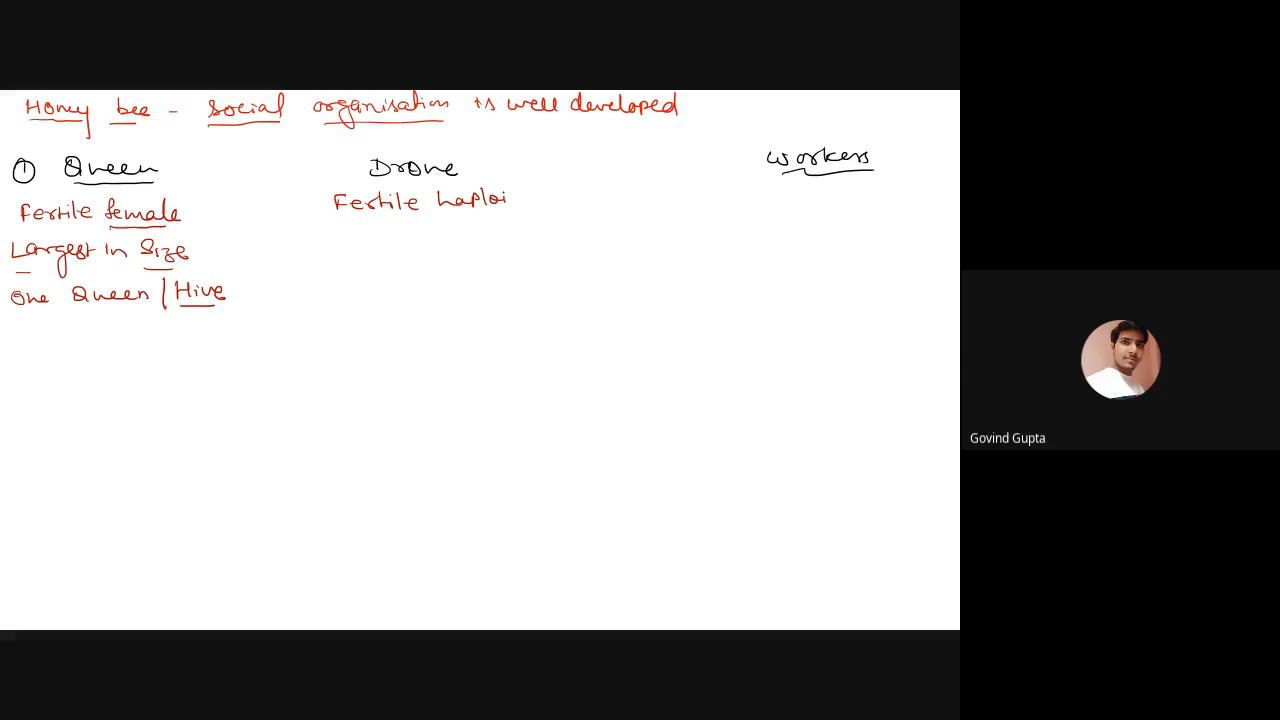 Honey bee - social organisation is well developed
① Queen Drone Workers
Fertile female Fertile haploi
Largest in Size
One Queen | Hive
Govind Gupta